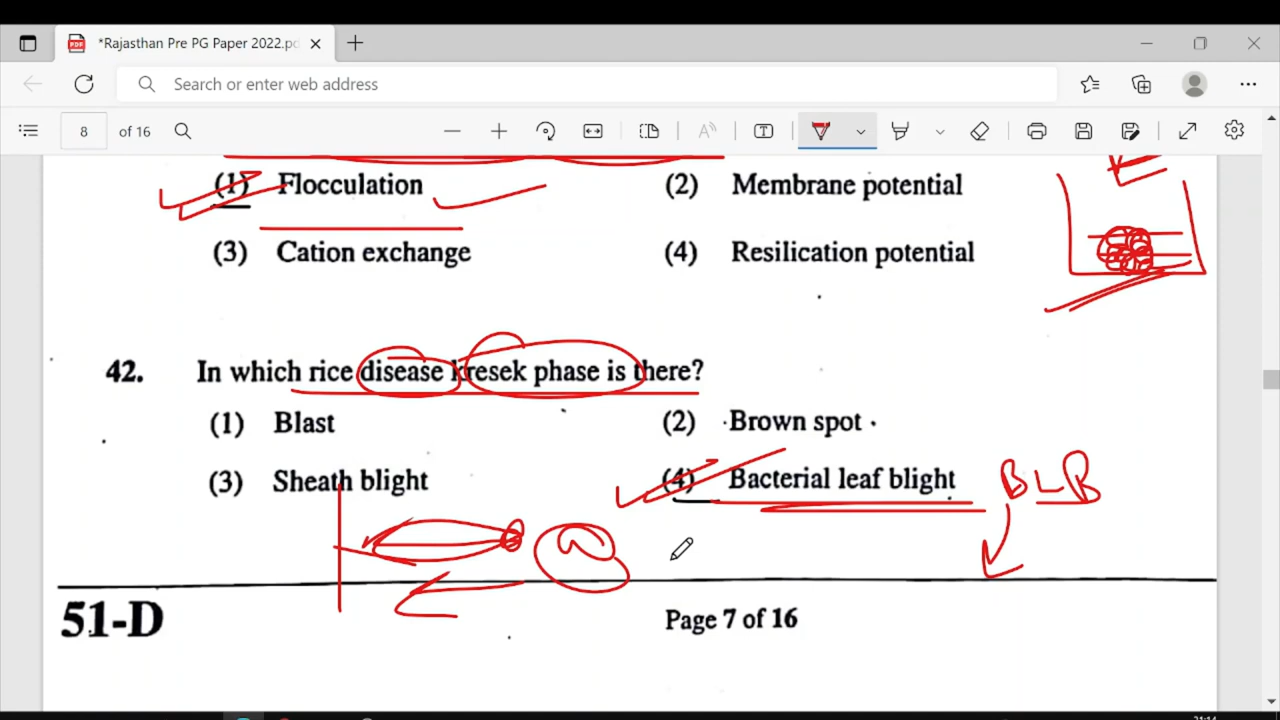 *Rajasthan Pre PG Paper 2022.pd
Search or enter web address
8 of 16
(1) Flocculation (2) Membrane potential
(3) Cation exchange (4) Resilication potential
42. In which rice disease kresek phase is there?
(1) Blast (2) Brown spot
(3) Sheath blight (4) Bacterial leaf blight BLB
51-D Page 7 of 16